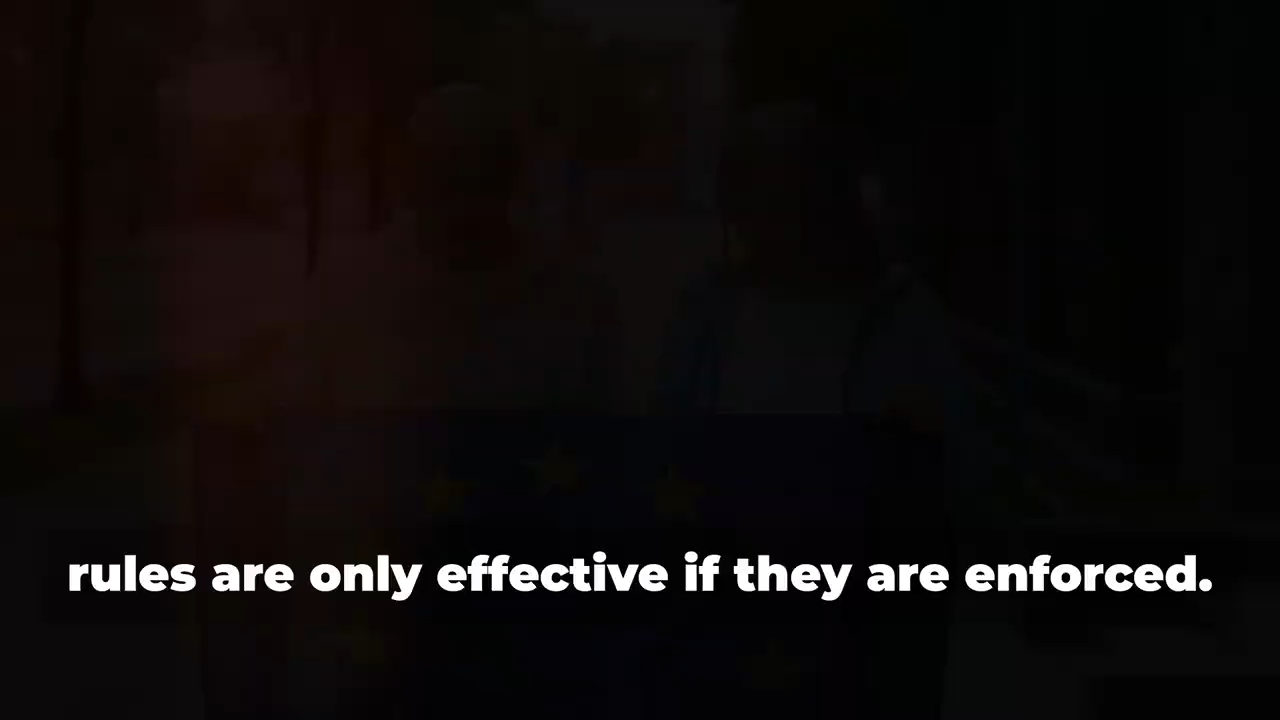 rules are only effective if they are enforced.